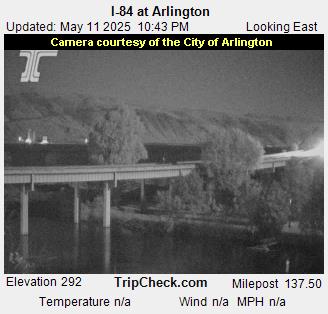 I-84 at Arlington
Updated: May 11 2025 10:43 PM Looking East
Camera courtesy of the City of Arlington
Elevation 292 TripCheck.com Milepost 137.50
Temperature n/a Wind n/a MPH n/a